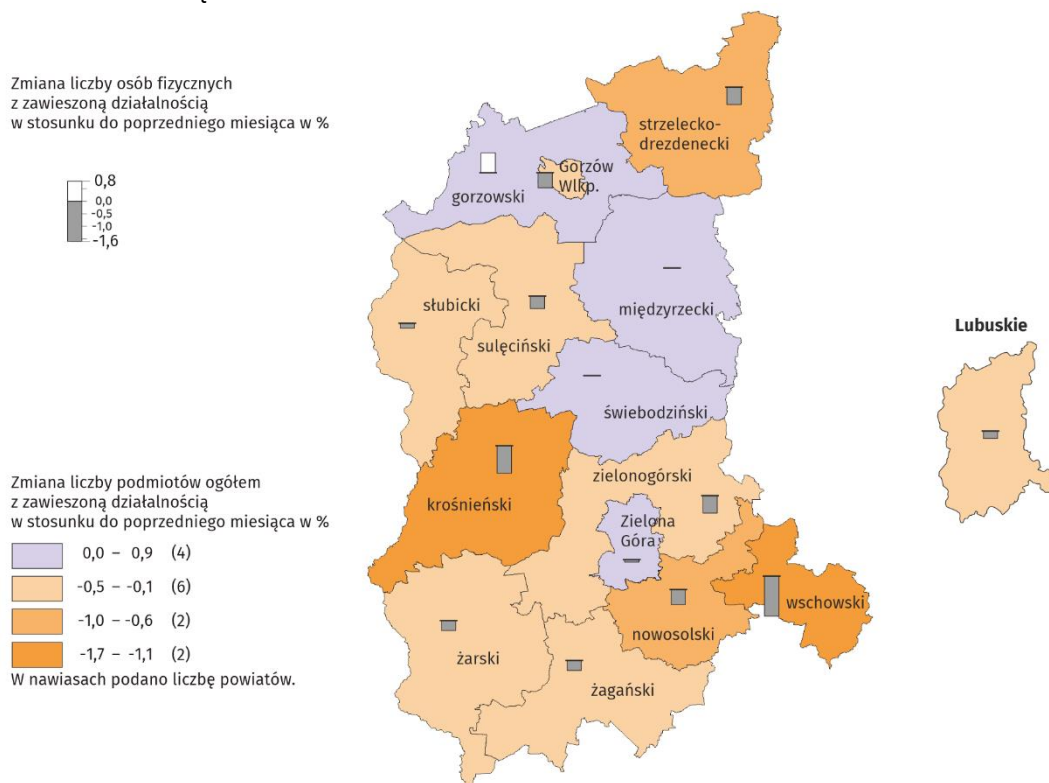 Zmiana liczby osób fizycznych
z zawieszoną działalnością
w stosunku do poprzedniego miesiąca w %
0,8
0,0
-0,5
-1,0
-1,6
strzelecko-
drezdenecki
Gorzów
Wlkp.
gorzowski
słubicki
międzyrzecki
sulęciński
Lubuskie
świebodziński
zielonogórski
krośnieński
Zielona
Góra
wschowski
nowosolski
żarski
żagański
Zmiana liczby podmiotów ogółem
z zawieszoną działalnością
w stosunku do poprzedniego miesiąca w %
0,0 – 0,9 (4)
-0,5 – -0,1 (6)
-1,0 – -0,6 (2)
-1,7 – -1,1 (2)
W nawiasach podano liczbę powiatów.